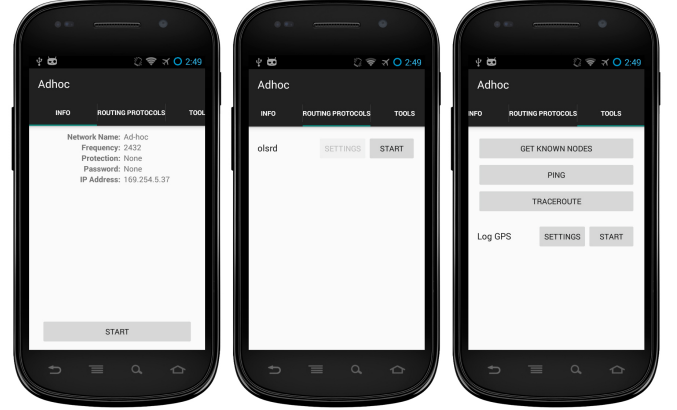 2:49
Adhoc
INFO ROUTING PROTOCOLS TOOL
Network Name: Ad-hoc
Frequency: 2432
Protection: None
Password: None
IP Address: 169.254.5.37
START
2:49
Adhoc
INFO ROUTING PROTOCOLS TOOLS
olsrd SETTINGS START
2:49
Adhoc
NFO ROUTING PROTOCOLS TOOLS
GET KNOWN NODES
PING
TRACEROUTE
Log GPS SETTINGS START